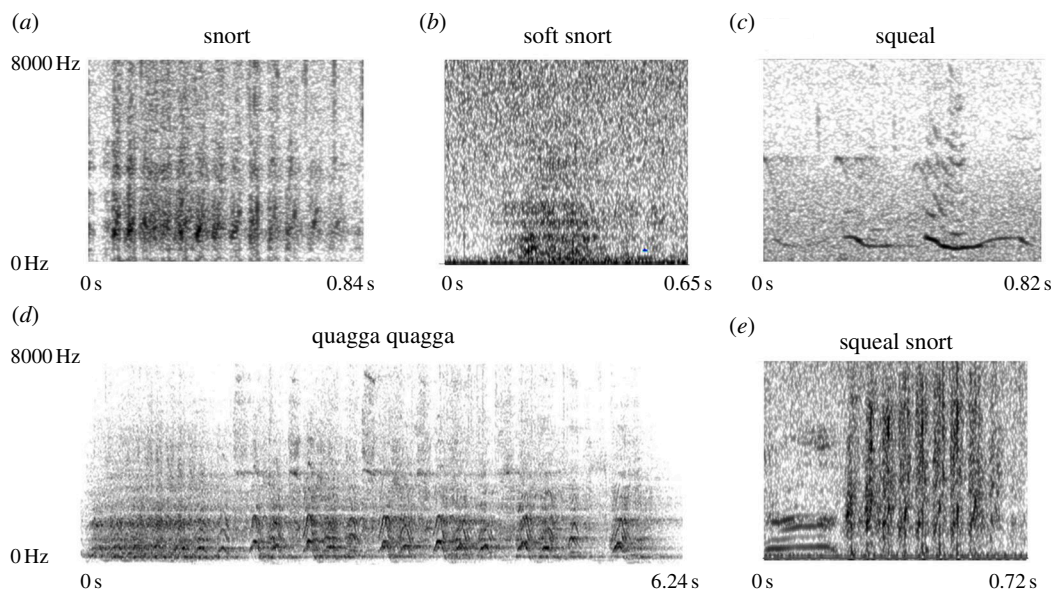 (a)
snort
8000 Hz
0 Hz
0 s
0.84 s
(b)
soft snort
0 s
0.65 s
(c)
squeal
0 s
0.82 s
(d)
quagga quagga
8000 Hz
0 Hz
0 s
6.24 s
(e)
squeal snort
0 s
0.72 s